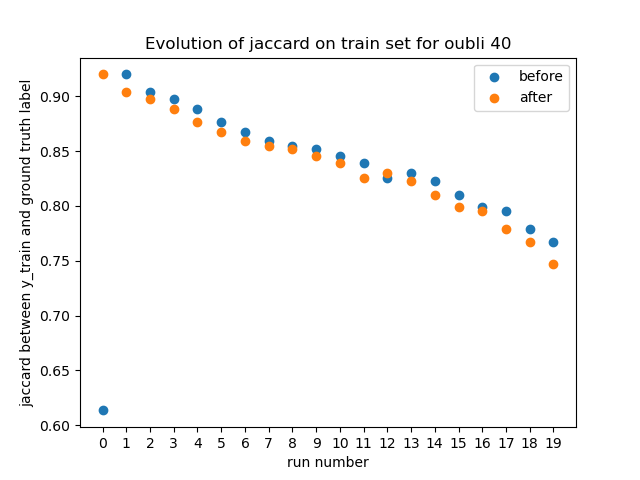 Evolution of jaccard on train set for oubli 40
jaccard between y_train and ground truth label
0.90
0.85
0.80
0.75
0.70
0.65
0.60
before
after
0 1 2 3 4 5 6 7 8 9 10 11 12 13 14 15 16 17 18 19
run number